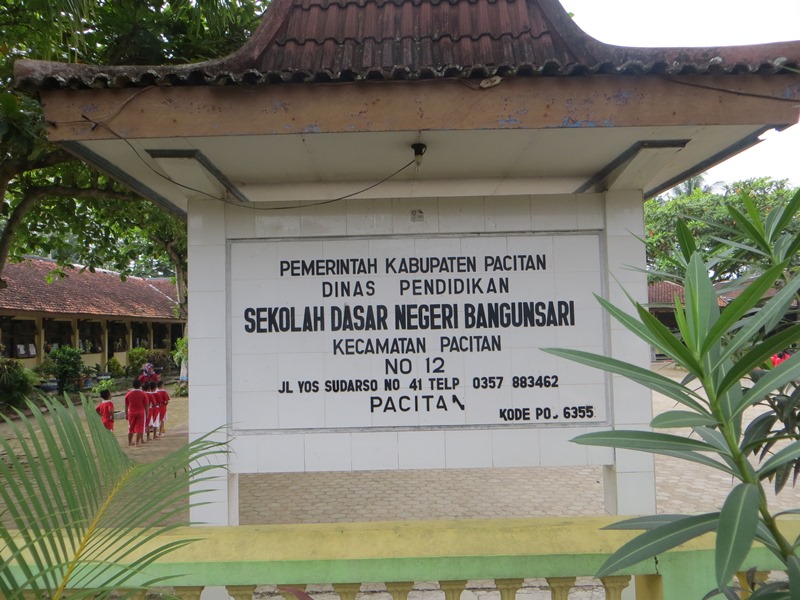 PEMERINTAH KABUPATEN PACITAN
DINAS PENDIDIKAN
SEKOLAH DASAR NEGERI BANGUNSARI
KECAMATAN PACITAN
NO 12
JL YOS SUDARSO NO 41 TELP 0357 883462
PACITA
KODE PO 6355